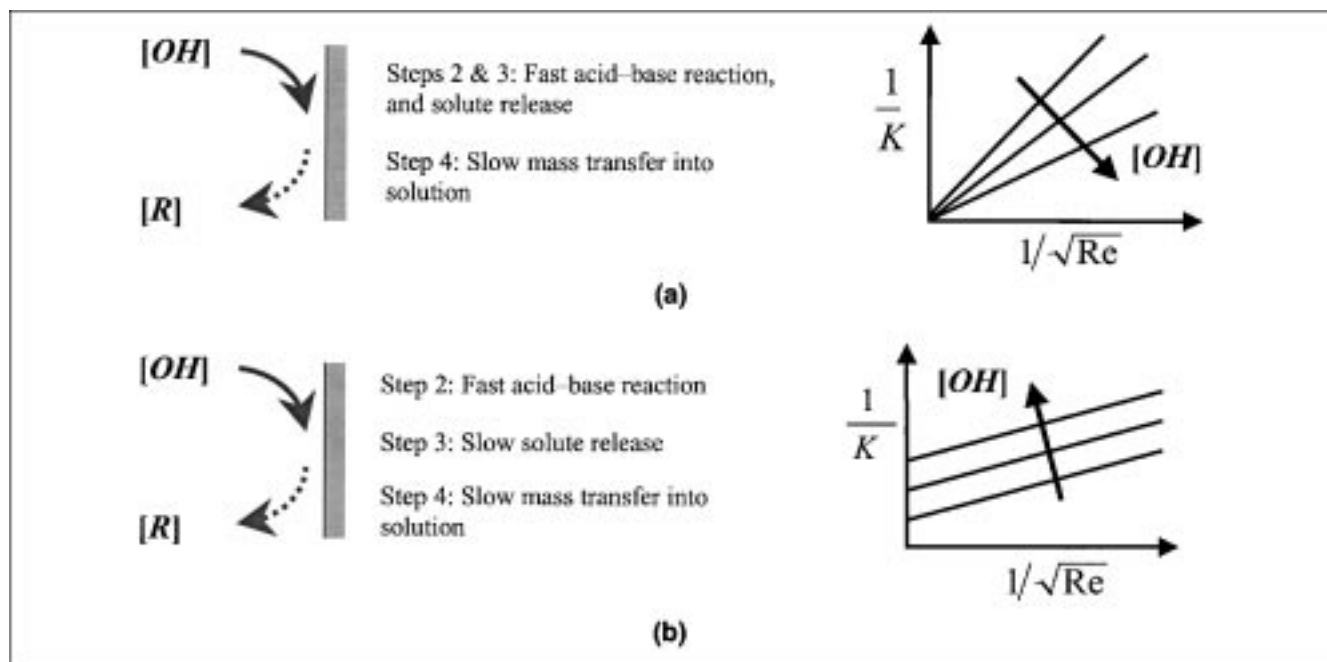 [OH]
Steps 2 & 3: Fast acid–base reaction,
and solute release
Step 4: Slow mass transfer into
solution
[R]
1
K
[OH]
1/√Re
(a)
[OH]
Step 2: Fast acid–base reaction
Step 3: Slow solute release
Step 4: Slow mass transfer into
solution
[R]
[OH]
1
K
1/√Re
(b)